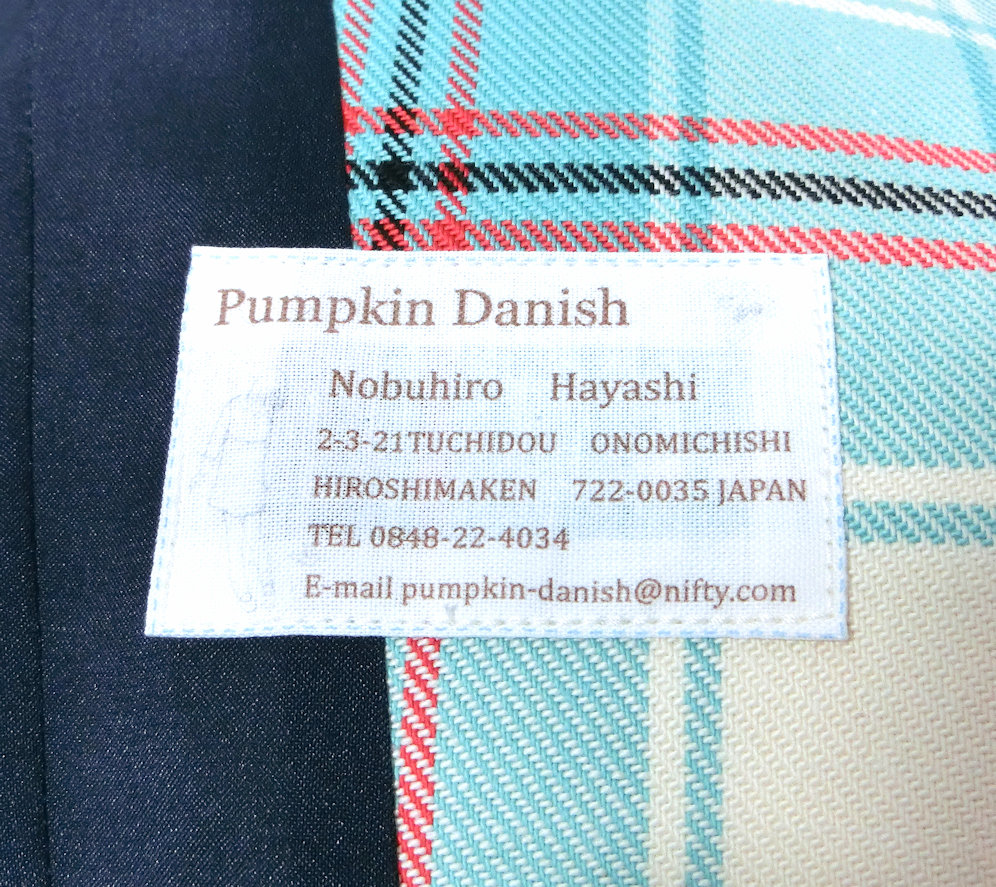 Pumpkin Danish
Nobuhiro Hayashi
2-3-21TUCHIDOU ONOMICHISHI
HIROSHIMAKEN 722-0035 JAPAN
TEL 0848-22-4034
E-mail pumpkin-danish@nifty.com